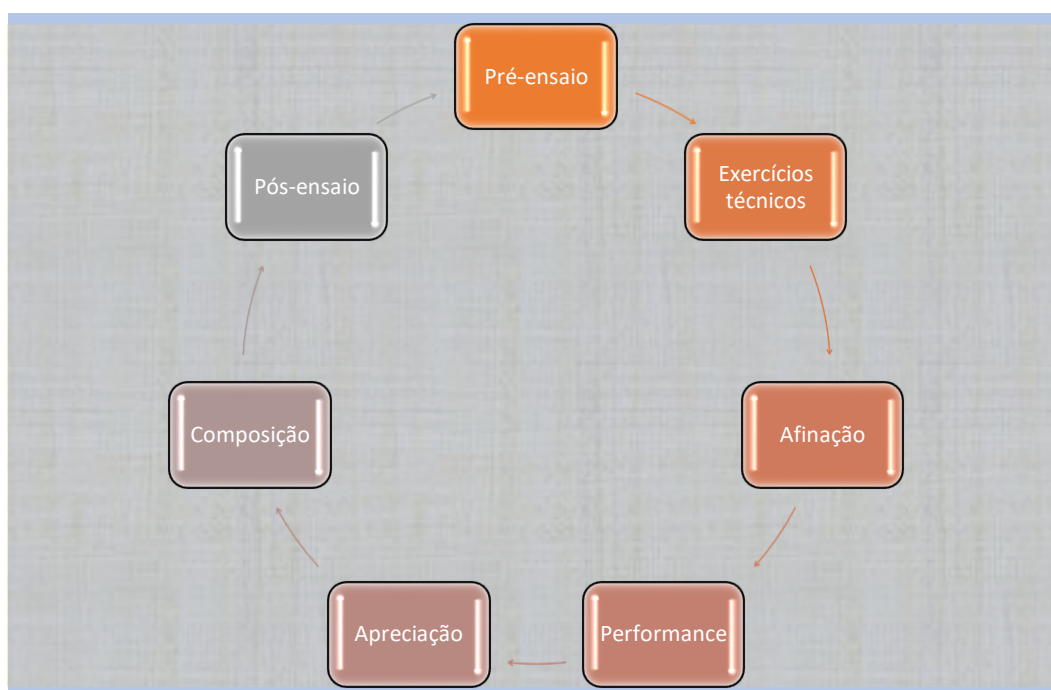 Pré-ensaio
Exercícios
técnicos
Afinação
Performance
Apreciação
Composição
Pós-ensaio